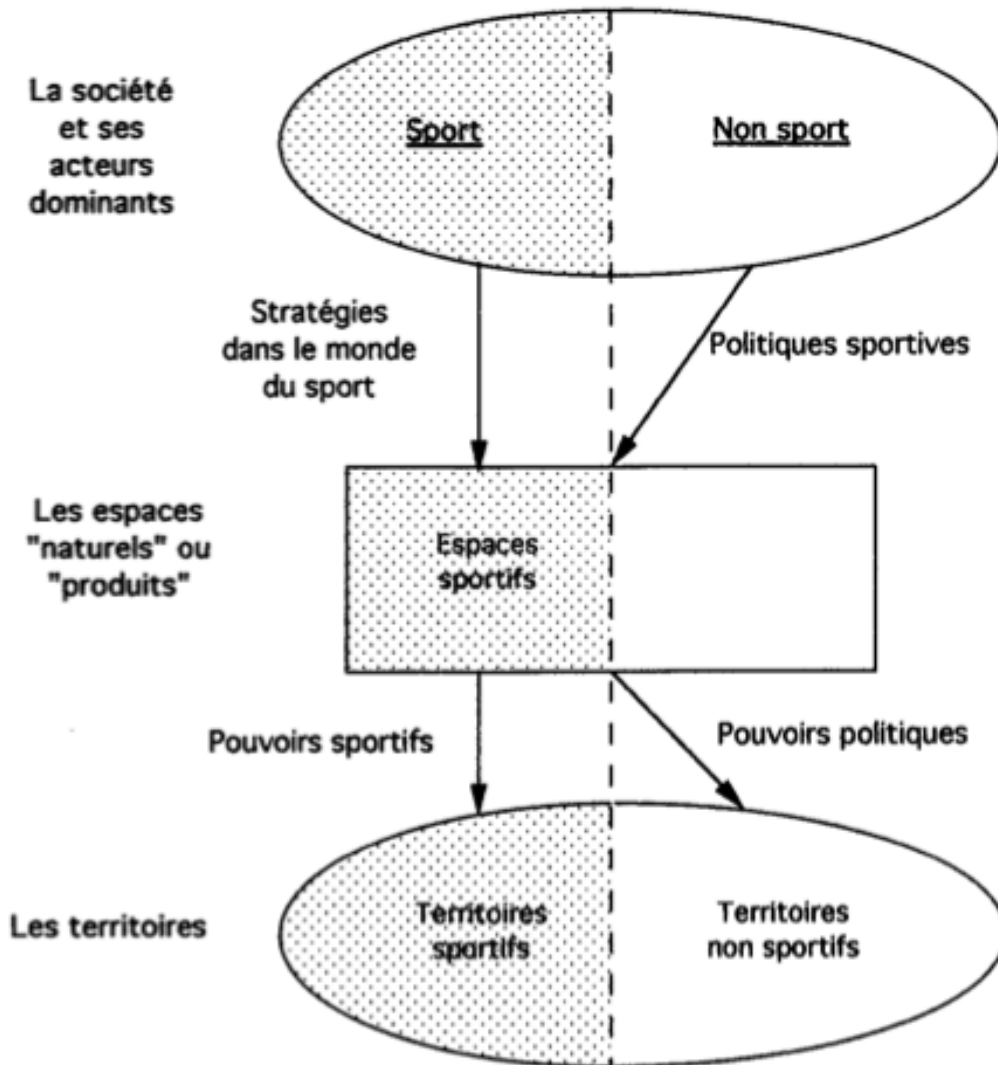 La société
et ses
acteurs
dominants
Sport
Non sport
Stratégies
dans le monde
du sport
Politiques sportives
Les espaces
"naturels" ou
"produits"
Espaces
sportifs
Pouvoirs sportifs
Pouvoirs politiques
Les territoires
Territoires
sportifs
Territoires
non sportifs